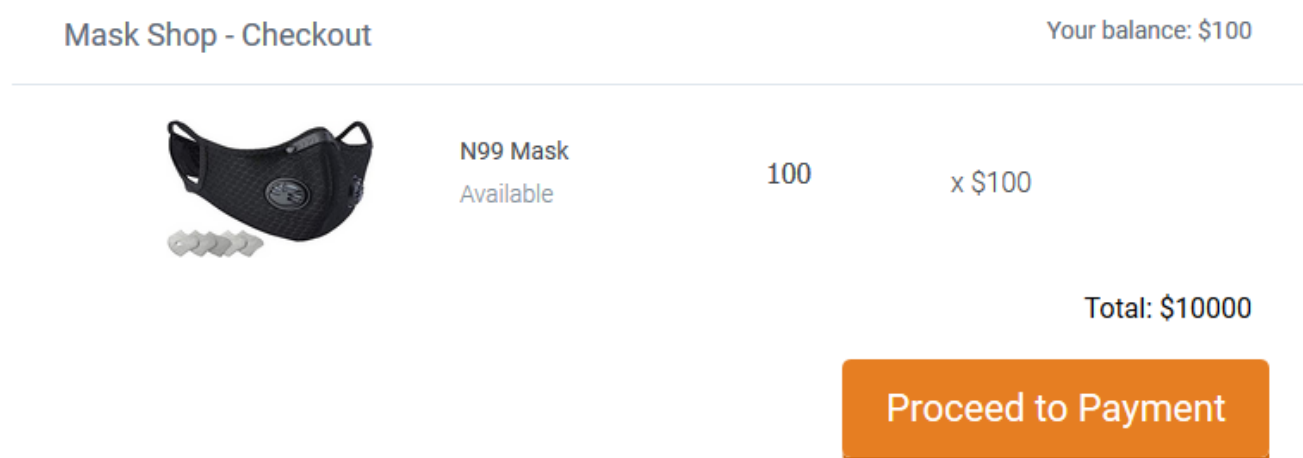 Mask Shop - Checkout
Your balance: $100
N99 Mask
Available
100
x $100
Total: $10000
Proceed to Payment